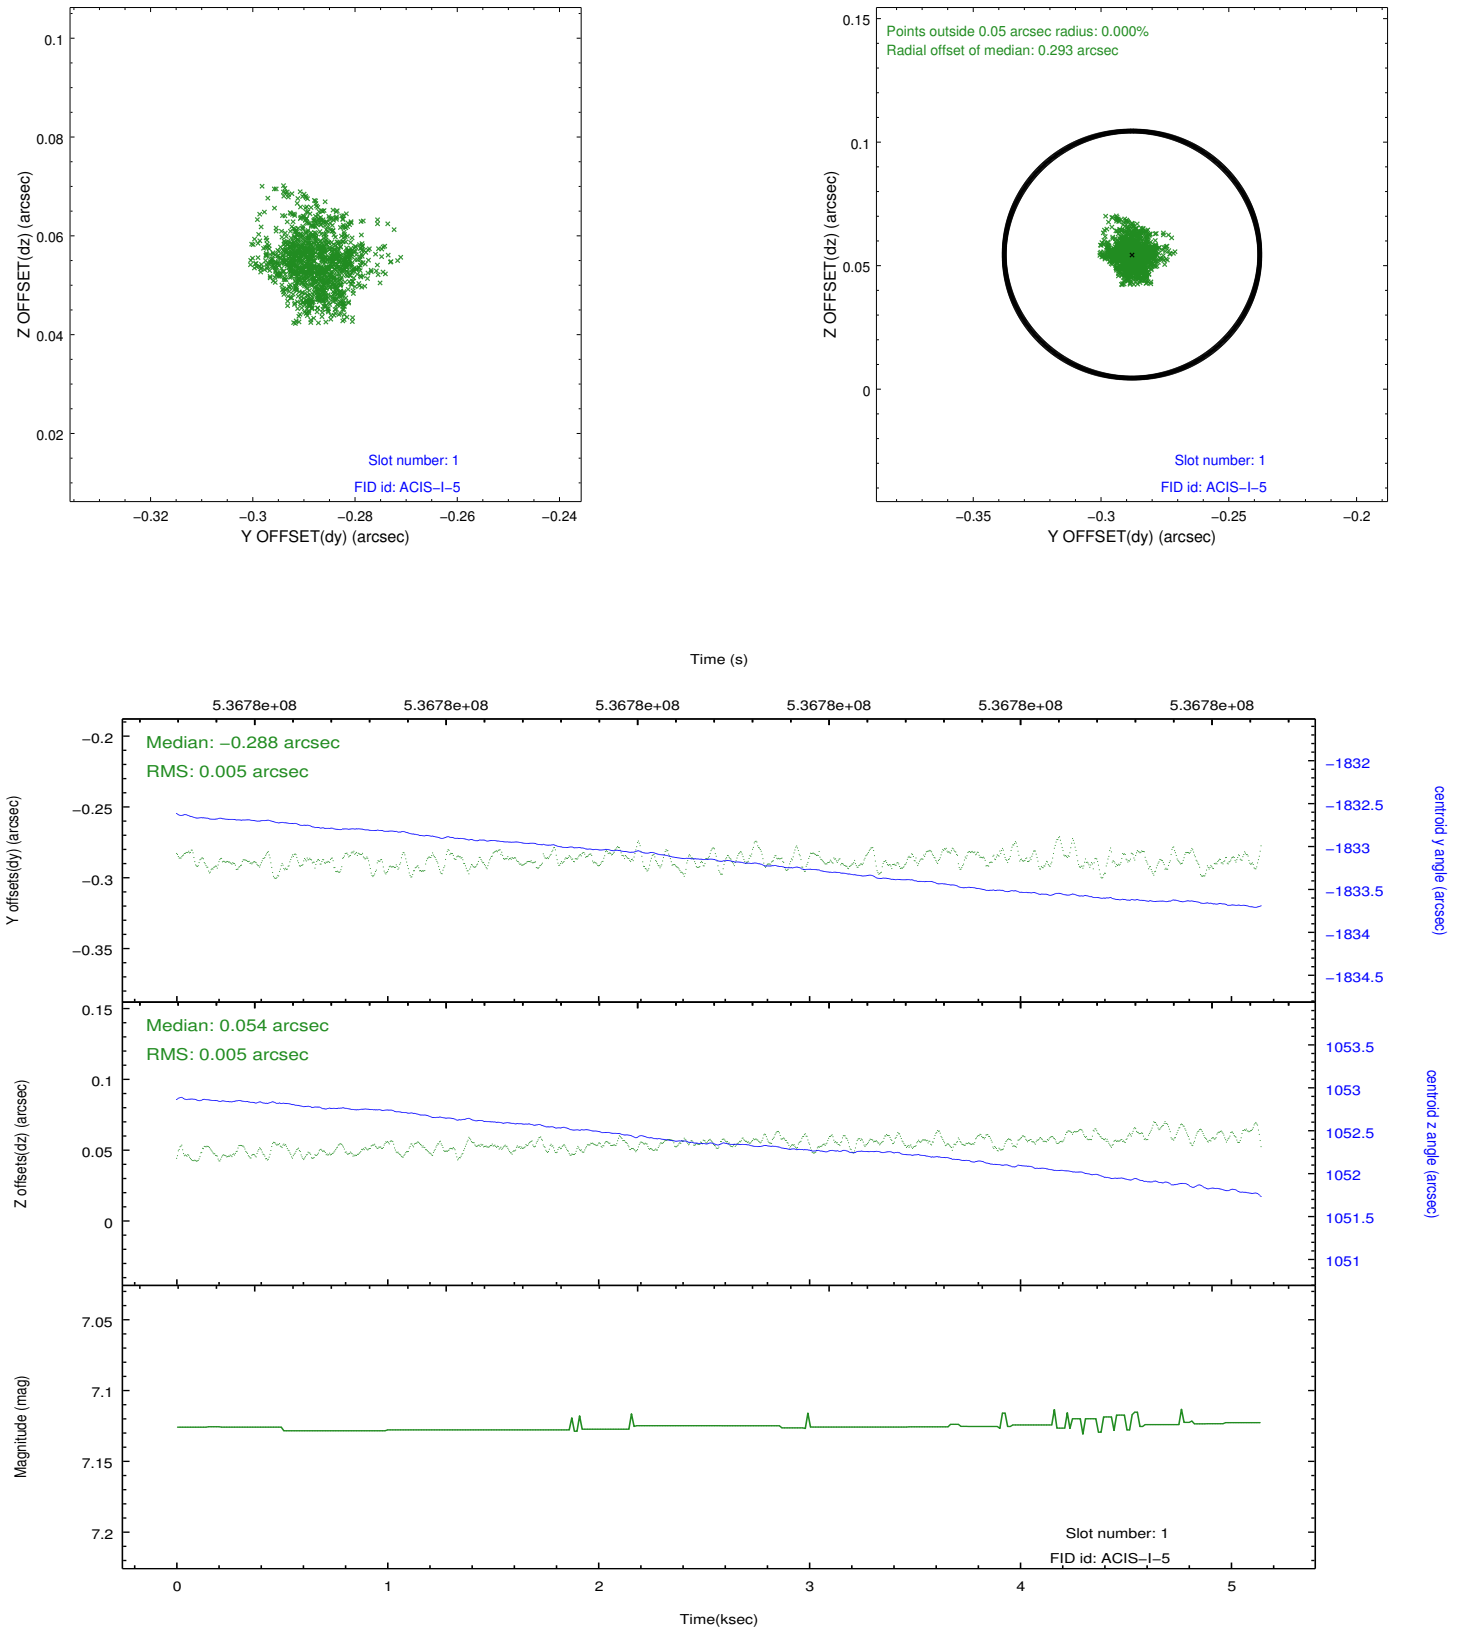 0.1
0.08
0.06
0.04
0.02
Z OFFSET(dz) (arcsec)
Slot number: 1
FID id: ACIS−I−5
−0.32
−0.3
−0.28
−0.26
−0.24
Y OFFSET(dy) (arcsec)
Points outside 0.05 arcsec radius: 0.000%
Radial offset of median: 0.293 arcsec
0.15
0.1
0.05
0
Z OFFSET(dz) (arcsec)
Slot number: 1
FID id: ACIS−I−5
−0.35
−0.3
−0.25
−0.2
Y OFFSET(dy) (arcsec)
Time (s)
5.3678e+08
5.3678e+08
5.3678e+08
5.3678e+08
5.3678e+08
5.3678e+08
Median: −0.288 arcsec
RMS: 0.005 arcsec
−0.2
−0.25
−0.3
−0.35
Y offsets(dy) (arcsec)
−1832
−1832.5
−1833
−1833.5
−1834
−1834.5
centroid y angle (arcsec)
Median: 0.054 arcsec
RMS: 0.005 arcsec
0.15
0.1
0.05
0
Z offsets(dz) (arcsec)
1053.5
1053
1052.5
1052
1051.5
1051
centroid z angle (arcsec)
7.05
7.1
7.15
7.2
Magnitude (mag)
Slot number: 1
FID id: ACIS−I−5
0
1
2
3
4
5
Time(ksec)